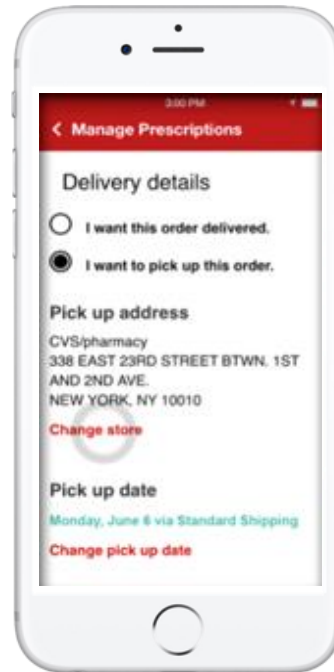 3:00 PM
Manage Prescriptions
Delivery details
I want this order delivered.
I want to pick up this order.
Pick up address
CVS/pharmacy
338 EAST 23RD STREET BTWN. 1ST
AND 2ND AVE.
NEW YORK, NY 10010
Change store
Pick up date
Monday, June 6 via Standard Shipping
Change pick up date